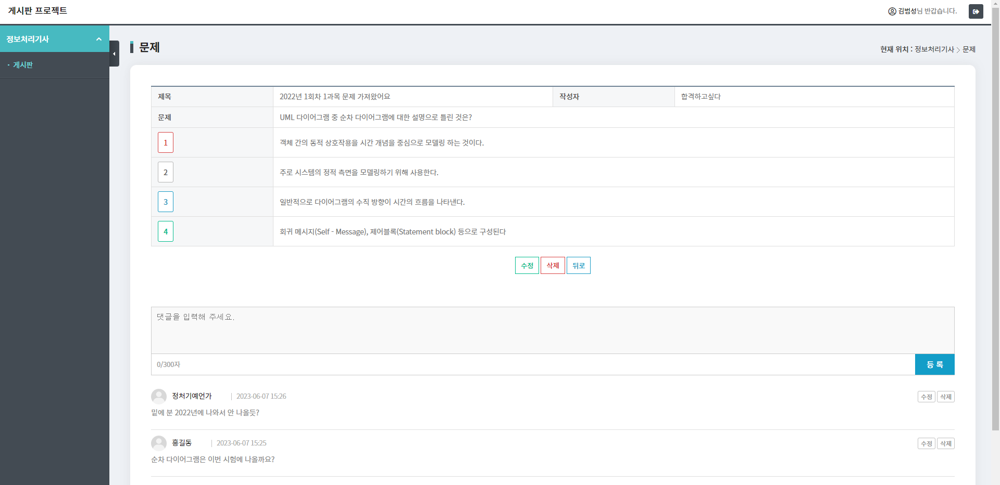 게시판 프로젝트
김범성님 반갑습니다.
정보처리기사
- 게시판
문제
현재 위치 : 정보처리기사 > 문제
제목 2022년 1회차 1과목 문제 가져왔어요 작성자 합격하고싶다
문제 UML 다이어그램 중 순차 다이어그램에 대한 설명으로 틀린 것은?
1 객체 간의 동적 상호작용을 시간 개념을 중심으로 모델링 하는 것이다.
2 주로 시스템의 정적 측면을 모델링하기 위해 사용한다.
3 일반적으로 다이어그램의 수직 방향이 시간의 흐름을 나타낸다.
4 회귀 메시지(Self - Message), 제어블록(Statement block) 등으로 구성된다
수정 삭제 뒤로
댓글을 입력해 주세요.
0/300자 등 록
정처기예언가 | 2023-06-07 15:26 수정 삭제
밑에 분 2022년에 나와서 안 나올듯?
홍길동 | 2023-06-07 15:25 수정 삭제
순차 다이어그램은 이번 시험에 나올까요?